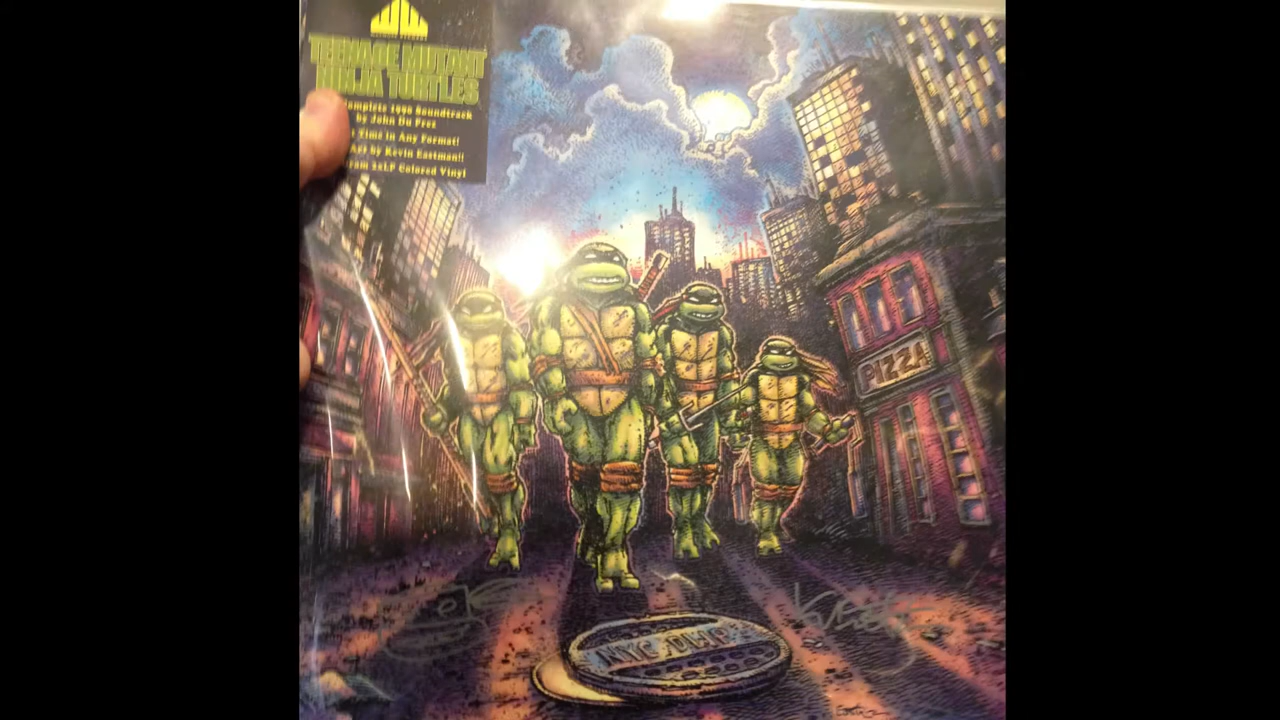 TEENAGE MUTANT
NINJA TURTLES
Complete 1990 Soundtrack
by John Du Prez
Time in Any Format!
Art by Kevin Eastman!!
2xLP Colored Vinyl
PIZZA
NYC DWP